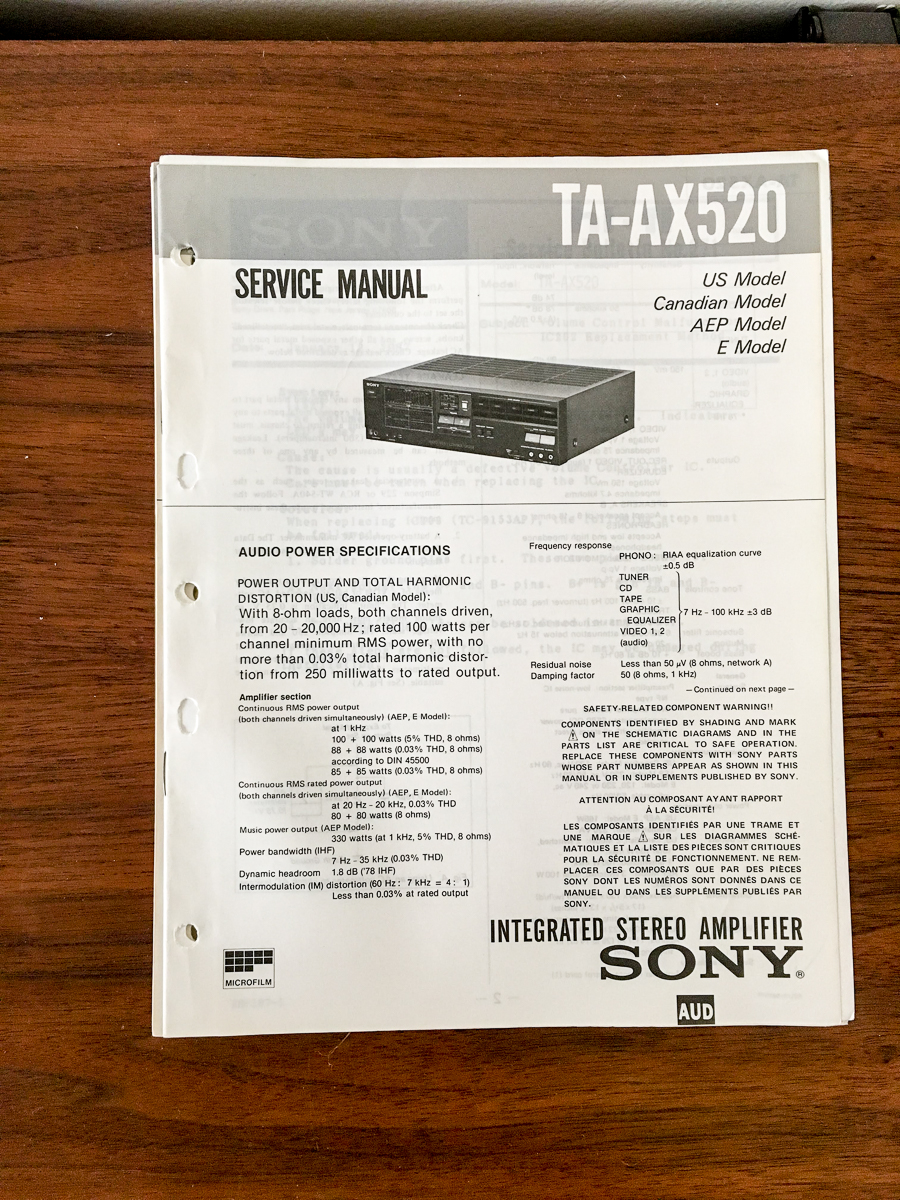 TA-AX520
SERVICE MANUAL
US Model
Canadian Model
AEP Model
E Model
SONY
AUDIO POWER SPECIFICATIONS
POWER OUTPUT AND TOTAL HARMONIC
DISTORTION (US, Canadian Model):
With 8-ohm loads, both channels driven,
from 20 – 20,000 Hz; rated 100 watts per
channel minimum RMS power, with no
more than 0.03% total harmonic distor-
tion from 250 milliwatts to rated output.
Amplifier section
Continuous RMS power output
(both channels driven simultaneously) (AEP, E Model):
at 1 kHz
100 + 100 watts (5% THD, 8 ohms)
88 + 88 watts (0.03% THD, 8 ohms)
according to DIN 45500
85 + 85 watts (0.03% THD, 8 ohms)
Continuous RMS rated power output
(both channels driven simultaneously) (AEP, E Model):
at 20 Hz – 20 kHz, 0.03% THD
80 + 80 watts (8 ohms)
Music power output (AEP Model):
330 watts (at 1 kHz, 5% THD, 8 ohms)
Power bandwidth (IHF)
7 Hz – 35 kHz (0.03% THD)
Dynamic headroom 1.8 dB ('78 IHF)
Intermodulation (IM) distortion (60 Hz : 7 kHz = 4 : 1)
Less than 0.03% at rated output
Frequency response
PHONO : RIAA equalization curve
±0.5 dB
TUNER
CD
TAPE
GRAPHIC
EQUALIZER
VIDEO 1, 2
(audio)
7 Hz – 100 kHz ±3 dB
Residual noise Less than 50 μV (8 ohms, network A)
Damping factor 50 (8 ohms, 1 kHz)
— Continued on next page —
SAFETY-RELATED COMPONENT WARNING!!
COMPONENTS IDENTIFIED BY SHADING AND MARK
⚠ ON THE SCHEMATIC DIAGRAMS AND IN THE
PARTS LIST ARE CRITICAL TO SAFE OPERATION.
REPLACE THESE COMPONENTS WITH SONY PARTS
WHOSE PART NUMBERS APPEAR AS SHOWN IN THIS
MANUAL OR IN SUPPLEMENTS PUBLISHED BY SONY.
ATTENTION AU COMPOSANT AYANT RAPPORT
À LA SÉCURITÉ!
LES COMPOSANTS IDENTIFIÉS PAR UNE TRAME ET
UNE MARQUE ⚠ SUR LES DIAGRAMMES SCHÉ-
MATIQUES ET LA LISTE DES PIÈCES SONT CRITIQUES
POUR LA SÉCURITÉ DE FONCTIONNEMENT. NE REM-
PLACER CES COMPOSANTS QUE PAR DES PIÈCES
SONY DONT LES NUMÉROS SONT DONNÉS DANS CE
MANUEL OU DANS LES SUPPLÉMENTS PUBLIÉS PAR
SONY.
INTEGRATED STEREO AMPLIFIER
SONY®
MICROFILM
AUD